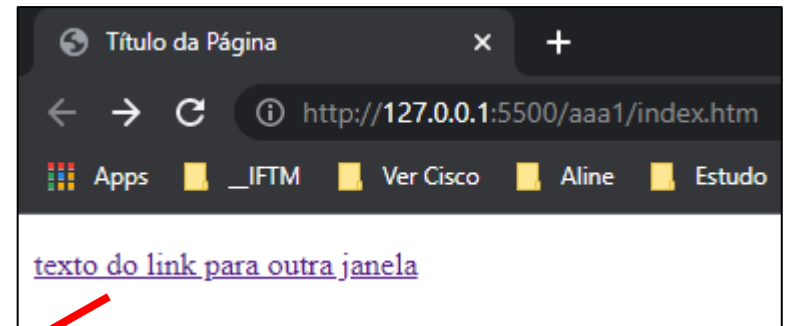 Título da Página
http://127.0.0.1:5500/aaa1/index.htm
Apps __IFTM Ver Cisco Aline Estudo
texto do link para outra janela